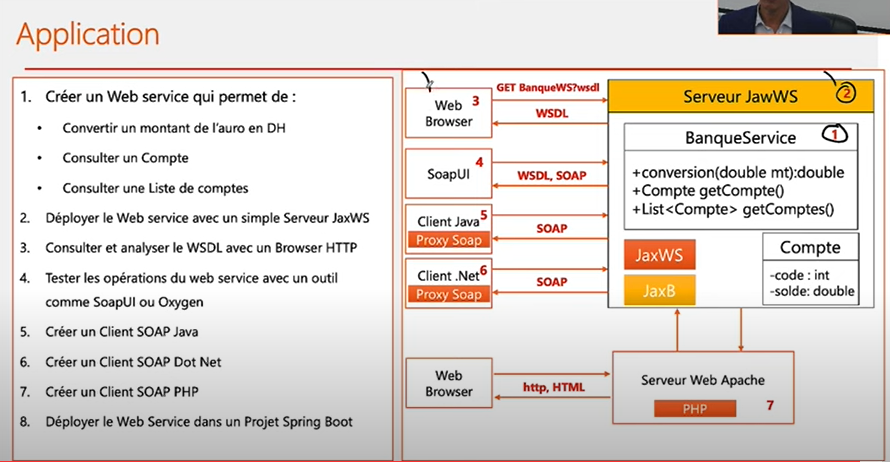 Application
1. Créer un Web service qui permet de :
• Convertir un montant de l'auro en DH
• Consulter un Compte
• Consulter une Liste de comptes
2. Déployer le Web service avec un simple Serveur JaxWS
3. Consulter et analyser le WSDL avec un Browser HTTP
4. Tester les opérations du web service avec un outil
comme SoapUI ou Oxygen
5. Créer un Client SOAP Java
6. Créer un Client SOAP Dot Net
7. Créer un Client SOAP PHP
8. Déployer le Web Service dans un Projet Spring Boot
Web 3
Browser
GET BanqueWS?wsdl
WSDL
SoapUI 4
WSDL, SOAP
Client Java 5
Proxy Soap
SOAP
Client .Net 6
Proxy Soap
SOAP
Serveur JawWS 2
BanqueService 1
+conversion(double mt):double
+Compte getCompte()
+List<Compte> getComptes()
JaxWS
JaxB
Compte
-code : int
-solde: double
Web
Browser
http, HTML
Serveur Web Apache
PHP 7